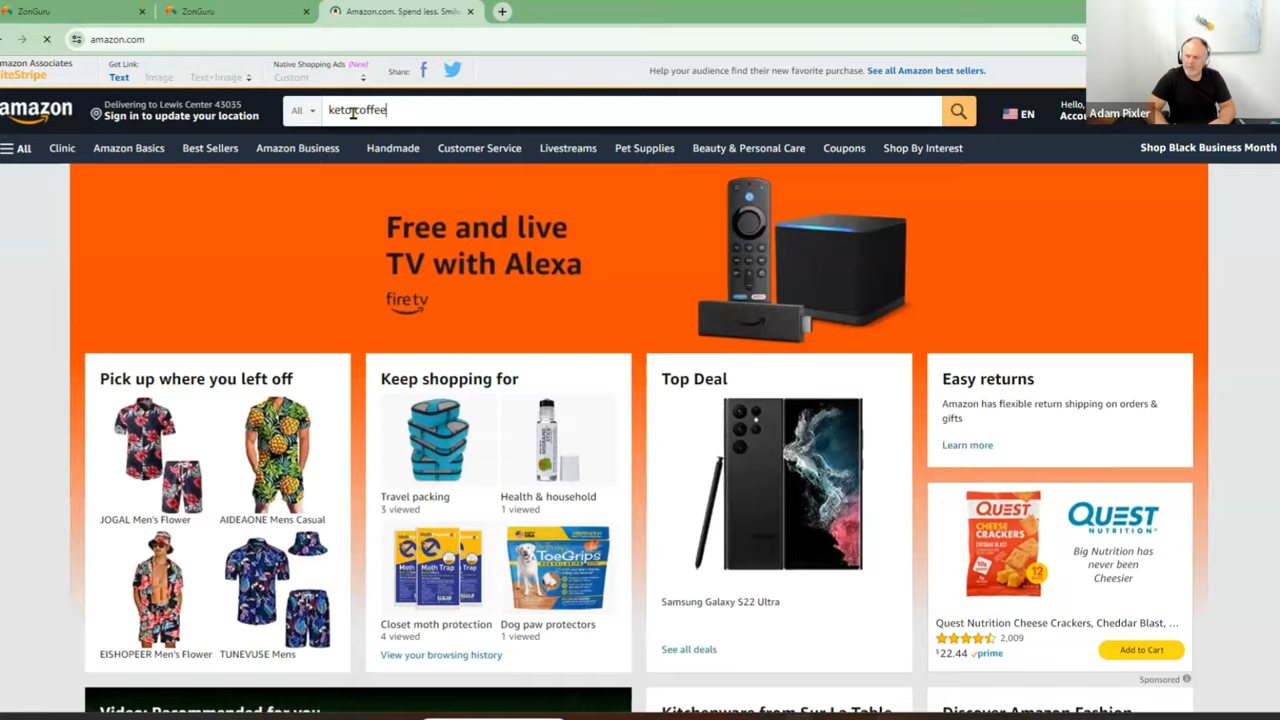 ZonGuru
ZonGuru
Amazon.com. Spend less. Smile
amazon.com
mazon Associates
iteStripe
Get Link:
Text
Image
Text+Image
Native Shopping Ads (New)
Custom
Share:
Help your audience find their new favorite purchase. See all Amazon best sellers.
Adam Pixler
amazon
Delivering to Lewis Center 43035
Sign in to update your location
All
keto coffee
EN
Hello,
Accou
All
Clinic
Amazon Basics
Best Sellers
Amazon Business
Handmade
Customer Service
Livestreams
Pet Supplies
Beauty & Personal Care
Coupons
Shop By Interest
Shop Black Business Month
Free and live
TV with Alexa
fire tv
Pick up where you left off
JOGAL Men's Flower
AIDEAONE Mens Casual
EISHOPEER Men's Flower
TUNEVUSE Mens
Keep shopping for
Travel packing
3 viewed
Health & household
1 viewed
Moth Trap
ToeGrips
Closet moth protection
4 viewed
Dog paw protectors
1 viewed
View your browsing history
Top Deal
Samsung Galaxy S22 Ultra
See all deals
Easy returns
Amazon has flexible return shipping on orders &
gifts
Learn more
QUEST
CHEESE
CRACKERS
12
QUEST
NUTRITION
Big Nutrition has
never been
Cheesier
Quest Nutrition Cheese Crackers, Cheddar Blast, ...
2,009
$22.44 prime
Add to Cart
Sponsored
Video: Recommended for you
Kitchenware from Sur La Table
Discover Amazon Fashion